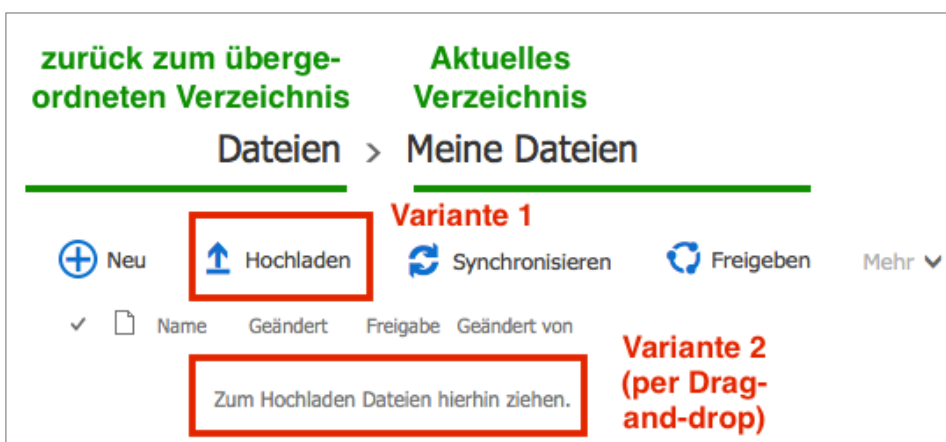 zurück zum überge-
ordneten Verzeichnis
Aktuelles
Verzeichnis
Dateien > Meine Dateien
Variante 1
Neu Hochladen Synchronisieren Freigeben Mehr
Name Geändert Freigabe Geändert von
Zum Hochladen Dateien hierhin ziehen.
Variante 2
(per Drag-
and-drop)